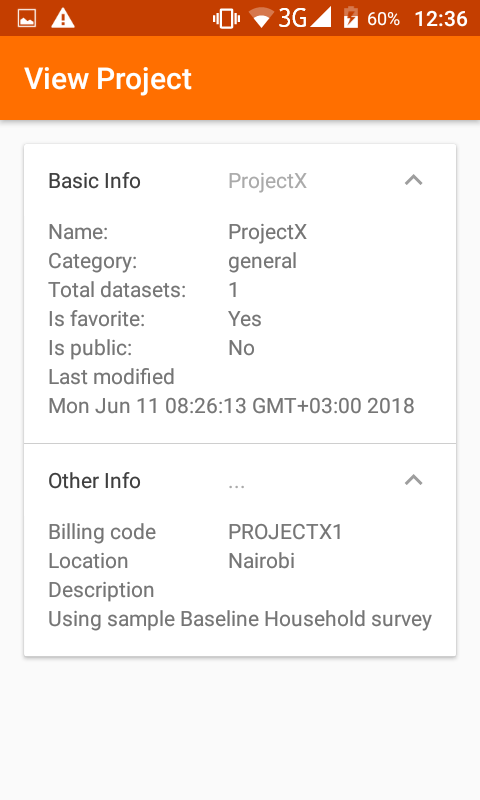 3G 60% 12:36
View Project
Basic Info ProjectX
Name: ProjectX
Category: general
Total datasets: 1
Is favorite: Yes
Is public: No
Last modified
Mon Jun 11 08:26:13 GMT+03:00 2018
Other Info ...
Billing code PROJECTX1
Location Nairobi
Description
Using sample Baseline Household survey